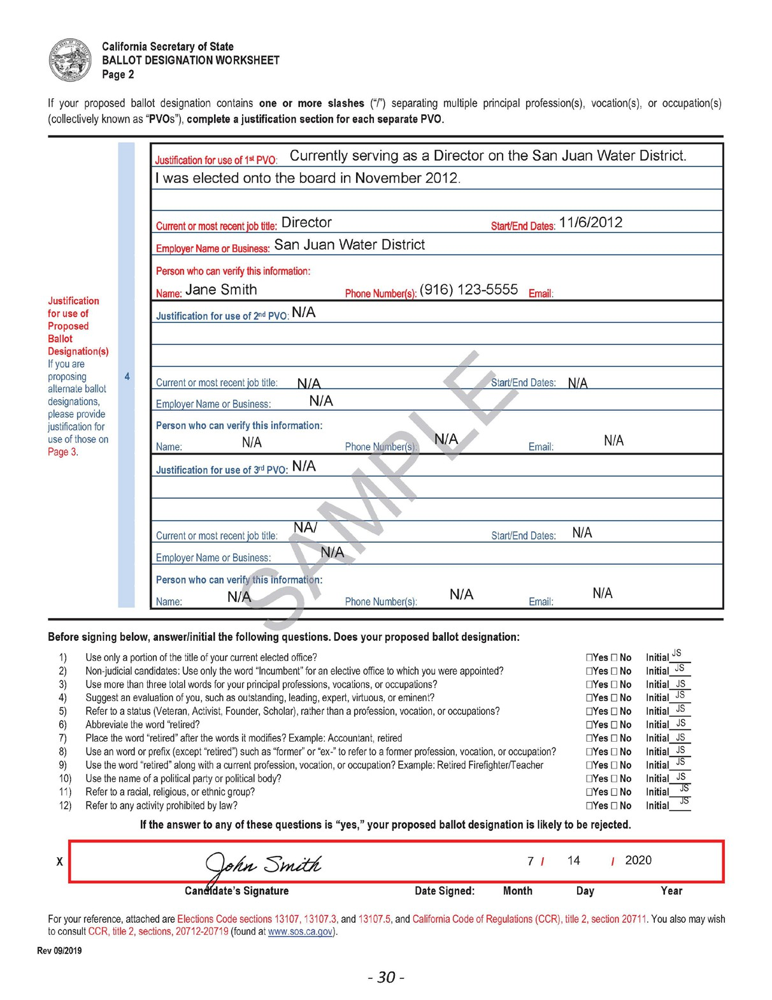 California Secretary of State
BALLOT DESIGNATION WORKSHEET
Page 2
If your proposed ballot designation contains one or more slashes (“/”) separating multiple principal profession(s), vocation(s), or occupation(s)
(collectively known as “PVOs”), complete a justification section for each separate PVO.
Justification
for use of
Proposed
Ballot
Designation(s)
If you are
proposing
alternate ballot
designations,
please provide
justification for
use of those on
Page 3.
4
Justification for use of 1st PVO: Currently serving as a Director on the San Juan Water District.
I was elected onto the board in November 2012.
Current or most recent job title: Director Start/End Dates: 11/6/2012
Employer Name or Business: San Juan Water District
Person who can verify this information:
Name: Jane Smith Phone Number(s): (916) 123-5555 Email:
Justification for use of 2nd PVO: N/A
Current or most recent job title: N/A Start/End Dates: N/A
Employer Name or Business: N/A
Person who can verify this information:
Name: N/A Phone Number(s): N/A Email: N/A
Justification for use of 3rd PVO: N/A
Current or most recent job title: NA/ Start/End Dates: N/A
Employer Name or Business: N/A
Person who can verify this information:
Name: N/A Phone Number(s): N/A Email: N/A
SAMPLE
Before signing below, answer/initial the following questions. Does your proposed ballot designation:
1) Use only a portion of the title of your current elected office? ☐Yes ☐ No Initial JS
2) Non-judicial candidates: Use only the word “Incumbent” for an elective office to which you were appointed? ☐Yes ☐ No Initial JS
3) Use more than three total words for your principal professions, vocations, or occupations? ☐Yes ☐ No Initial JS
4) Suggest an evaluation of you, such as outstanding, leading, expert, virtuous, or eminent? ☐Yes ☐ No Initial JS
5) Refer to a status (Veteran, Activist, Founder, Scholar), rather than a profession, vocation, or occupations? ☐Yes ☐ No Initial JS
6) Abbreviate the word “retired? ☐Yes ☐ No Initial JS
7) Place the word “retired” after the words it modifies? Example: Accountant, retired ☐Yes ☐ No Initial JS
8) Use an word or prefix (except “retired”) such as “former” or “ex-” to refer to a former profession, vocation, or occupation? ☐Yes ☐ No Initial JS
9) Use the word “retired” along with a current profession, vocation, or occupation? Example: Retired Firefighter/Teacher ☐Yes ☐ No Initial JS
10) Use the name of a political party or political body? ☐Yes ☐ No Initial JS
11) Refer to a racial, religious, or ethnic group? ☐Yes ☐ No Initial JS
12) Refer to any activity prohibited by law? ☐Yes ☐ No Initial JS
If the answer to any of these questions is “yes,” your proposed ballot designation is likely to be rejected.
X John Smith 7 / 14 / 2020
Candidate’s Signature Date Signed: Month Day Year
For your reference, attached are Elections Code sections 13107, 13107.3, and 13107.5, and California Code of Regulations (CCR), title 2, section 20711. You also may wish
to consult CCR, title 2, sections, 20712-20719 (found at www.sos.ca.gov).
Rev 09/2019
- 30 -